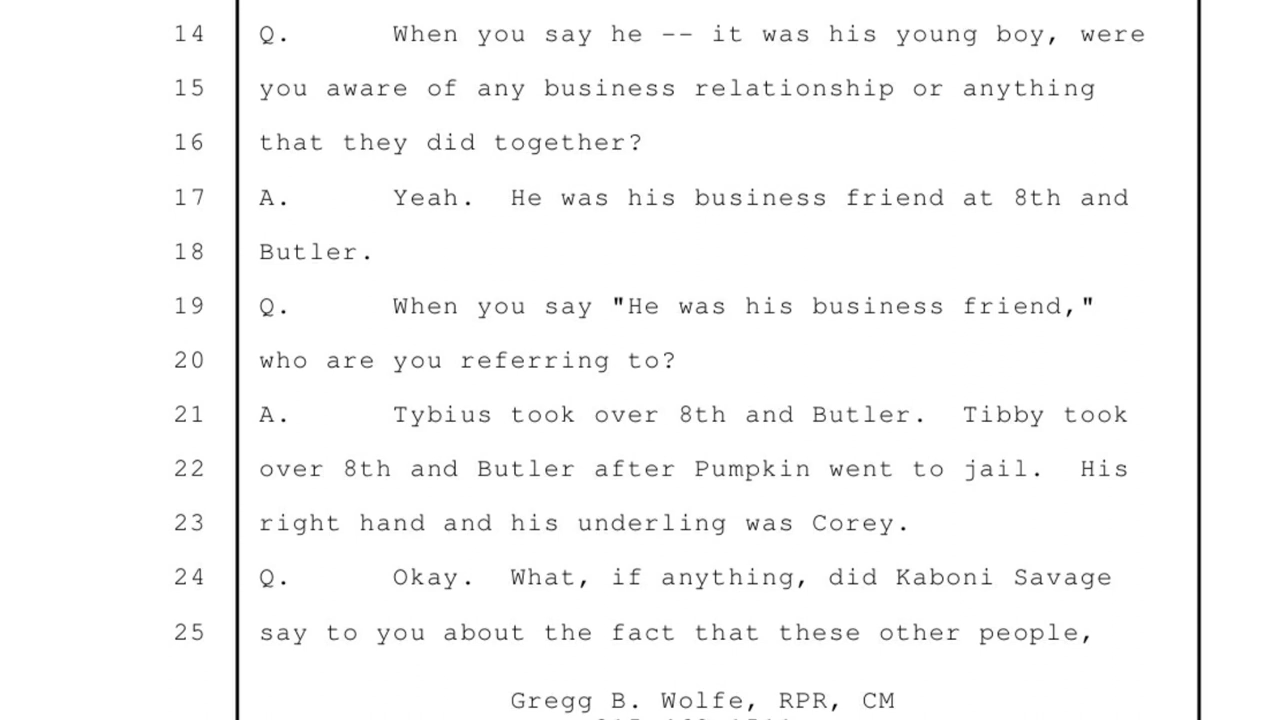 14 Q. When you say he -- it was his young boy, were
15 you aware of any business relationship or anything
16 that they did together?
17 A. Yeah. He was his business friend at 8th and
18 Butler.
19 Q. When you say "He was his business friend,"
20 who are you referring to?
21 A. Tybius took over 8th and Butler. Tibby took
22 over 8th and Butler after Pumpkin went to jail. His
23 right hand and his underling was Corey.
24 Q. Okay. What, if anything, did Kaboni Savage
25 say to you about the fact that these other people,
Gregg B. Wolfe, RPR, CM